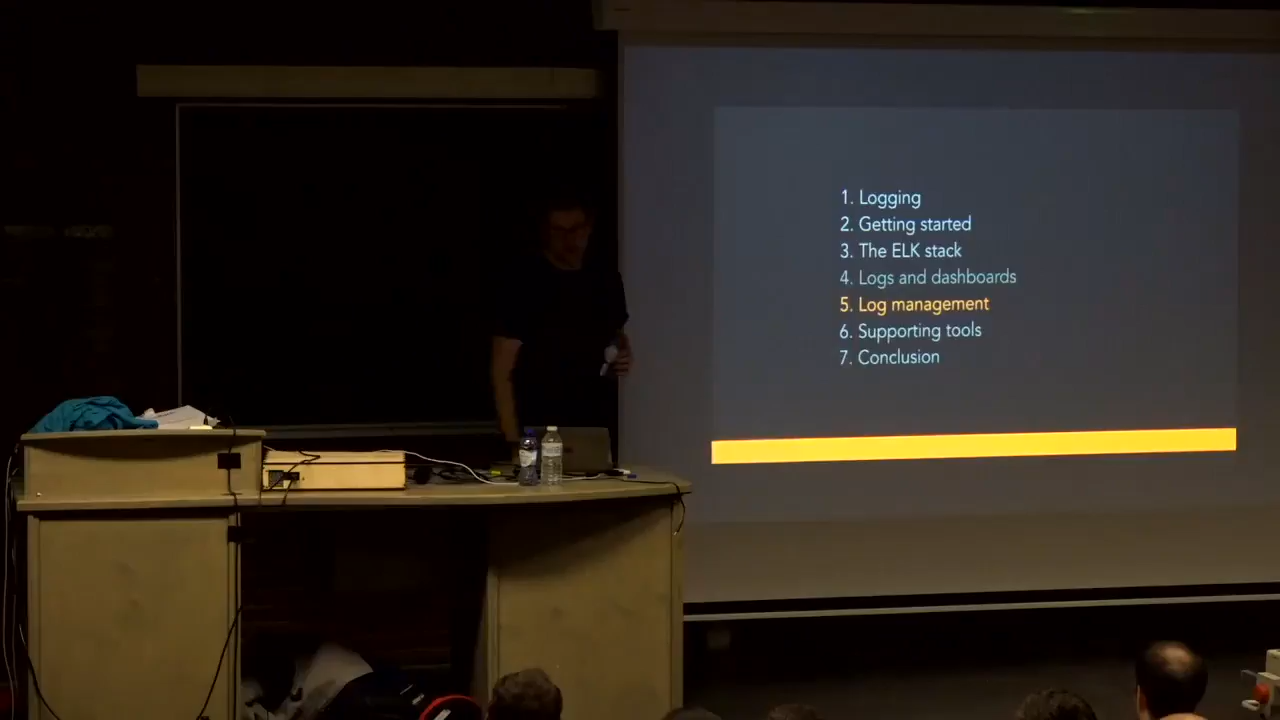 1. Logging
2. Getting started
3. The ELK stack
4. Logs and dashboards
5. Log management
6. Supporting tools
7. Conclusion